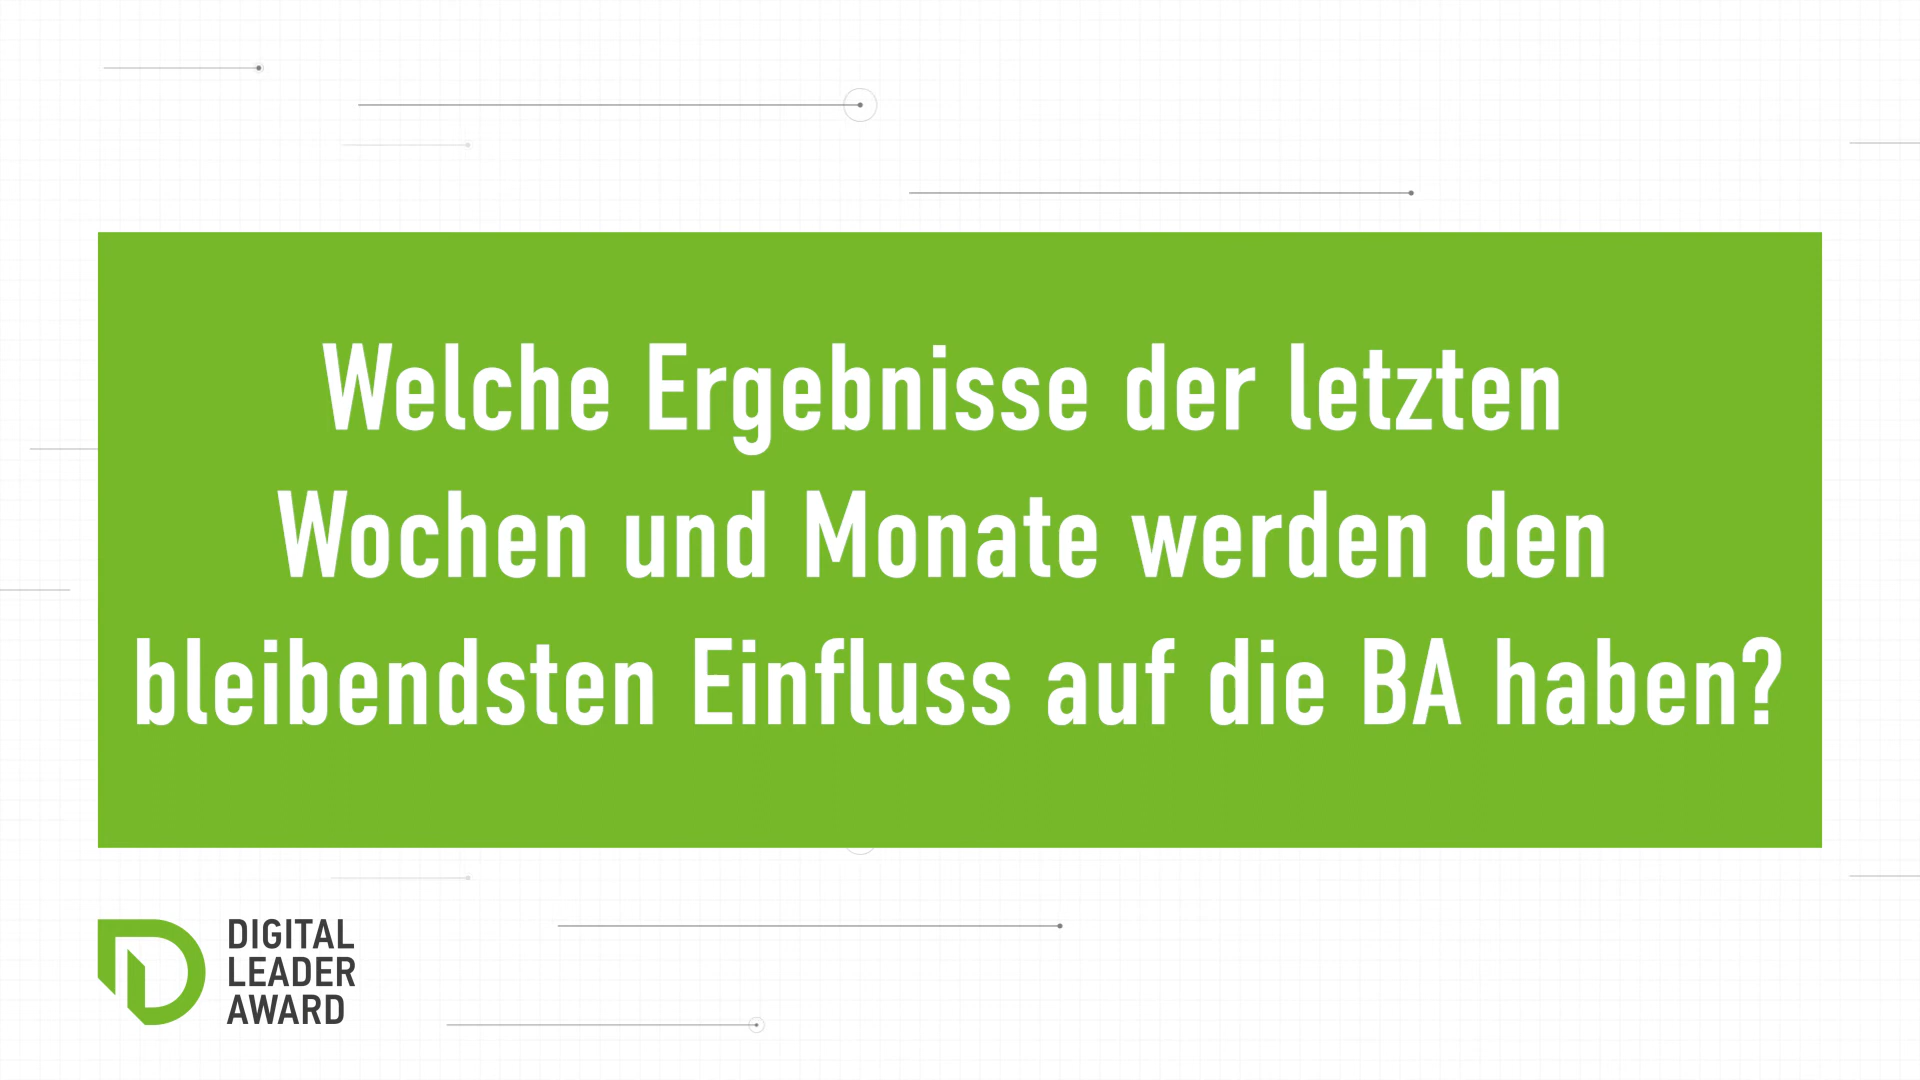 Welche Ergebnisse der letzten
Wochen und Monate werden den
bleibendsten Einfluss auf die BA haben?
DIGITAL
LEADER
AWARD